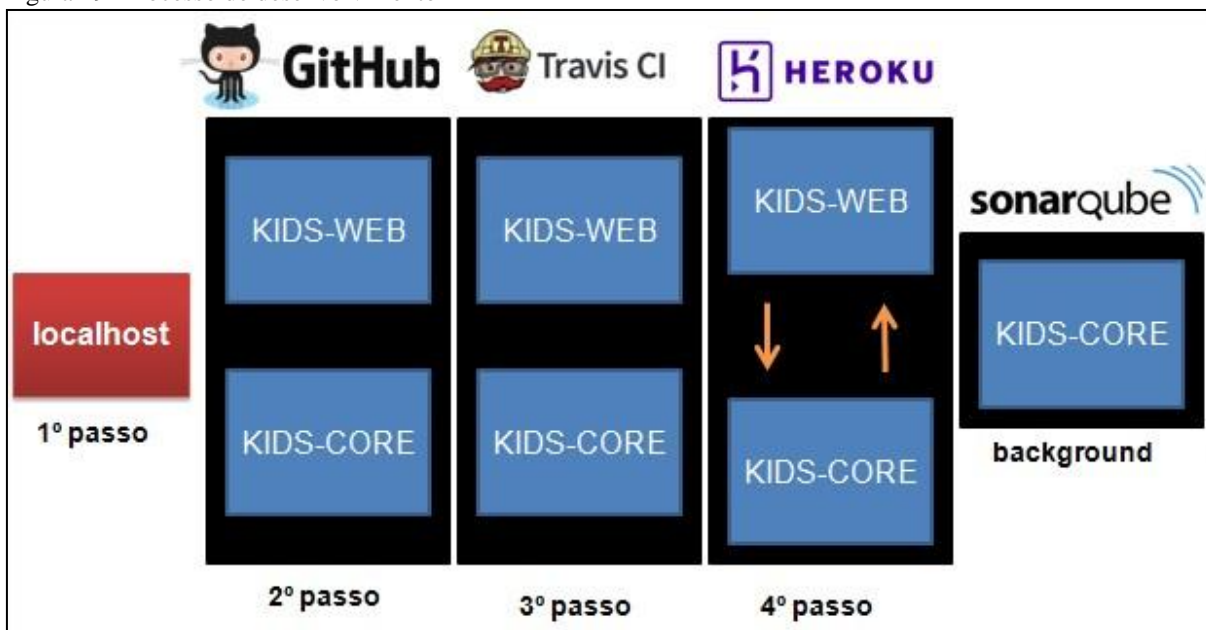 GitHub
Travis CI
HEROKU
sonarqube
KIDS-WEB
KIDS-WEB
KIDS-WEB
localhost
KIDS-CORE
KIDS-CORE
KIDS-CORE
KIDS-CORE
1º passo
2º passo
3º passo
4º passo
background